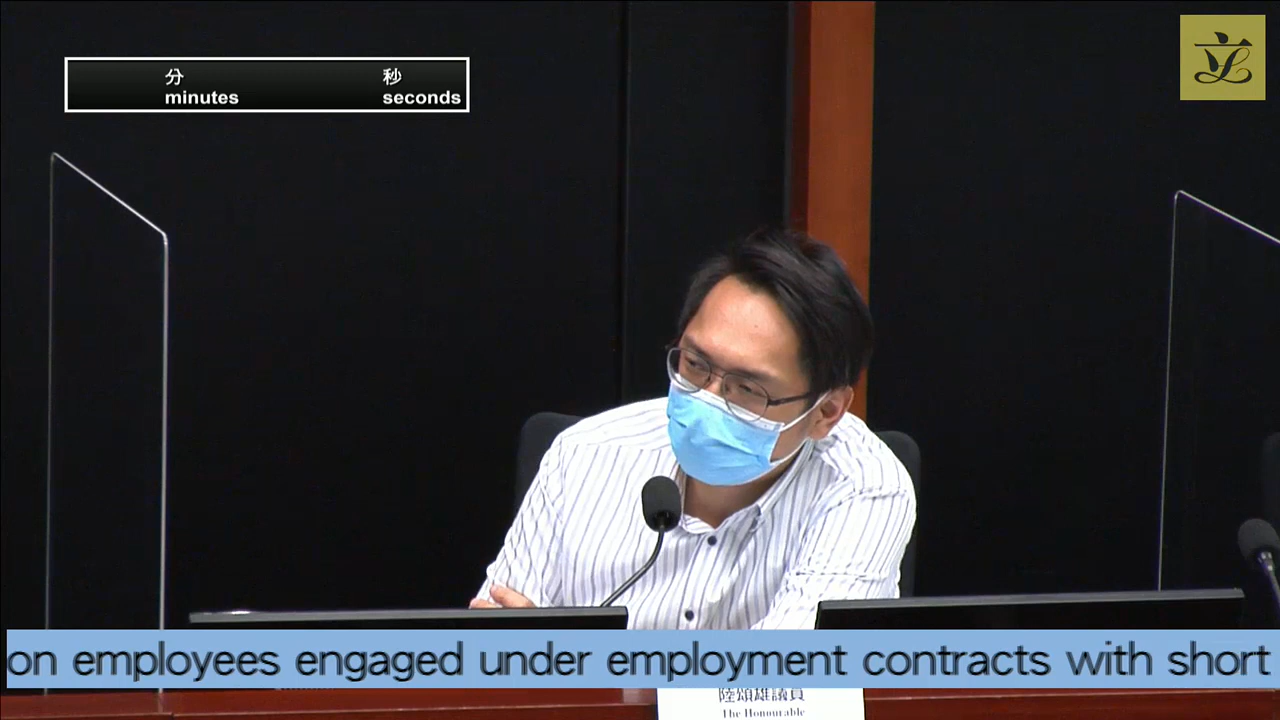 分 秒
minutes seconds
on employees engaged under employment contracts with short
陸頌雄議員
The Honourable